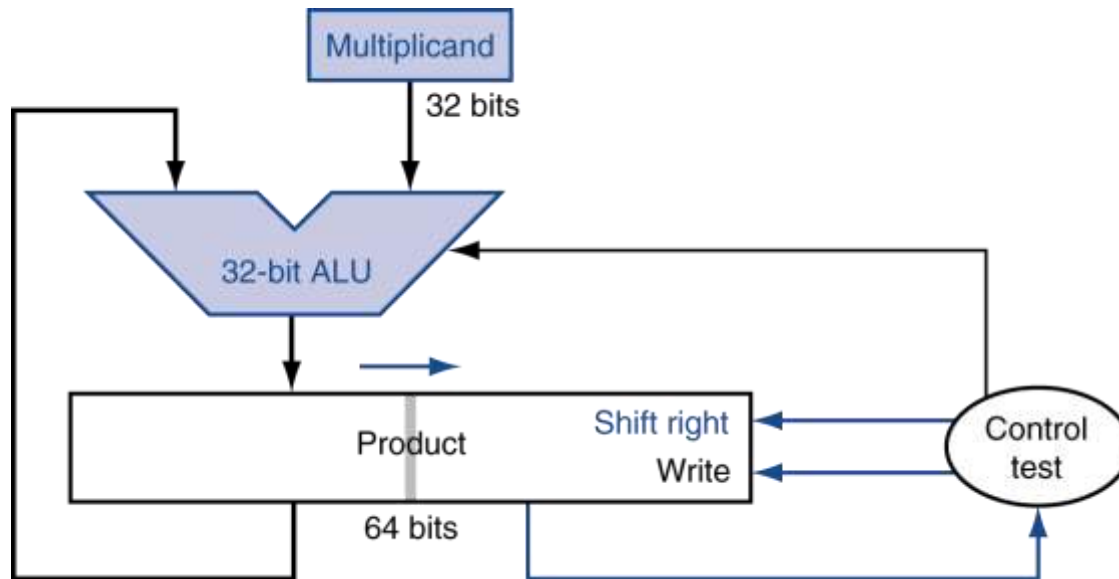 Multiplicand
32 bits
32-bit ALU
Product
Shift right
Write
64 bits
Control
test